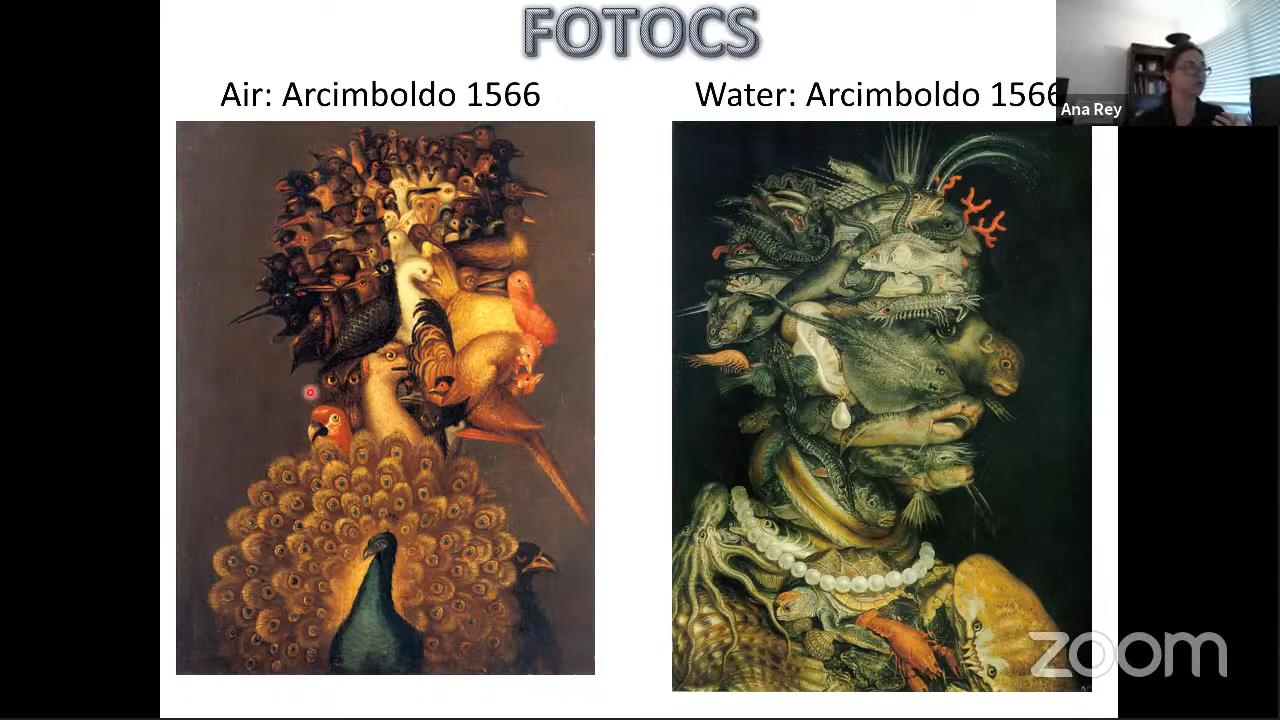 FOTOCS
Air: Arcimboldo 1566
Water: Arcimboldo 1566
Ana Rey
zoom